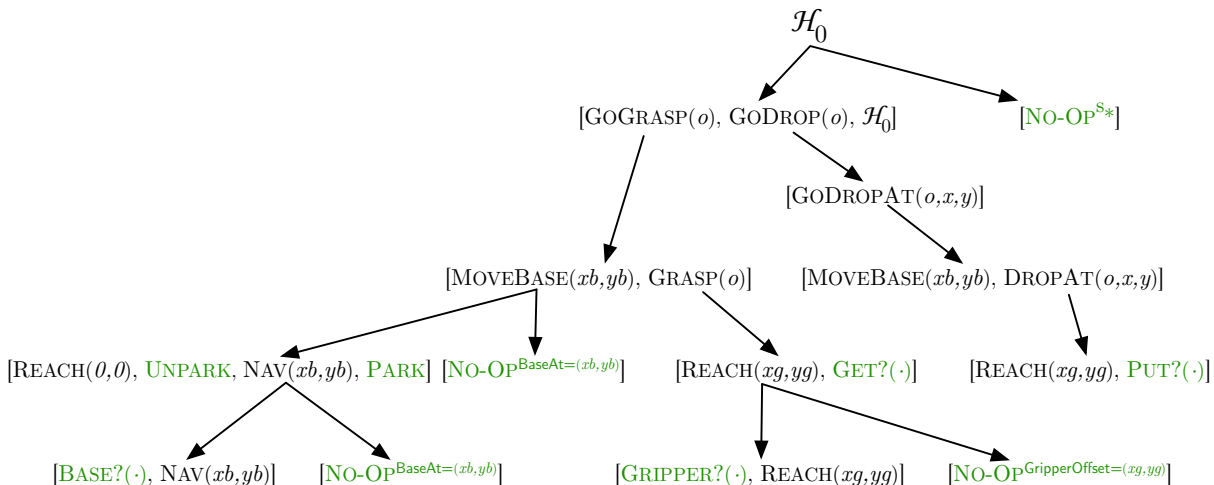 ℋ₀
[GoGrasp(o), GoDrop(o), ℋ₀] [No-Op^s*]
[GoDropAt(o,x,y)]
[MoveBase(xb,yb), Grasp(o)] [MoveBase(xb,yb), DropAt(o,x,y)]
[Reach(0,0), Unpark, Nav(xb,yb), Park] [No-Op^BaseAt=(xb,yb)] [Reach(xg,yg), Get?(·)] [Reach(xg,yg), Put?(·)]
[Base?(·), Nav(xb,yb)] [No-Op^BaseAt=(xb,yb)] [Gripper?(·), Reach(xg,yg)] [No-Op^GripperOffset=(xg,yg)]